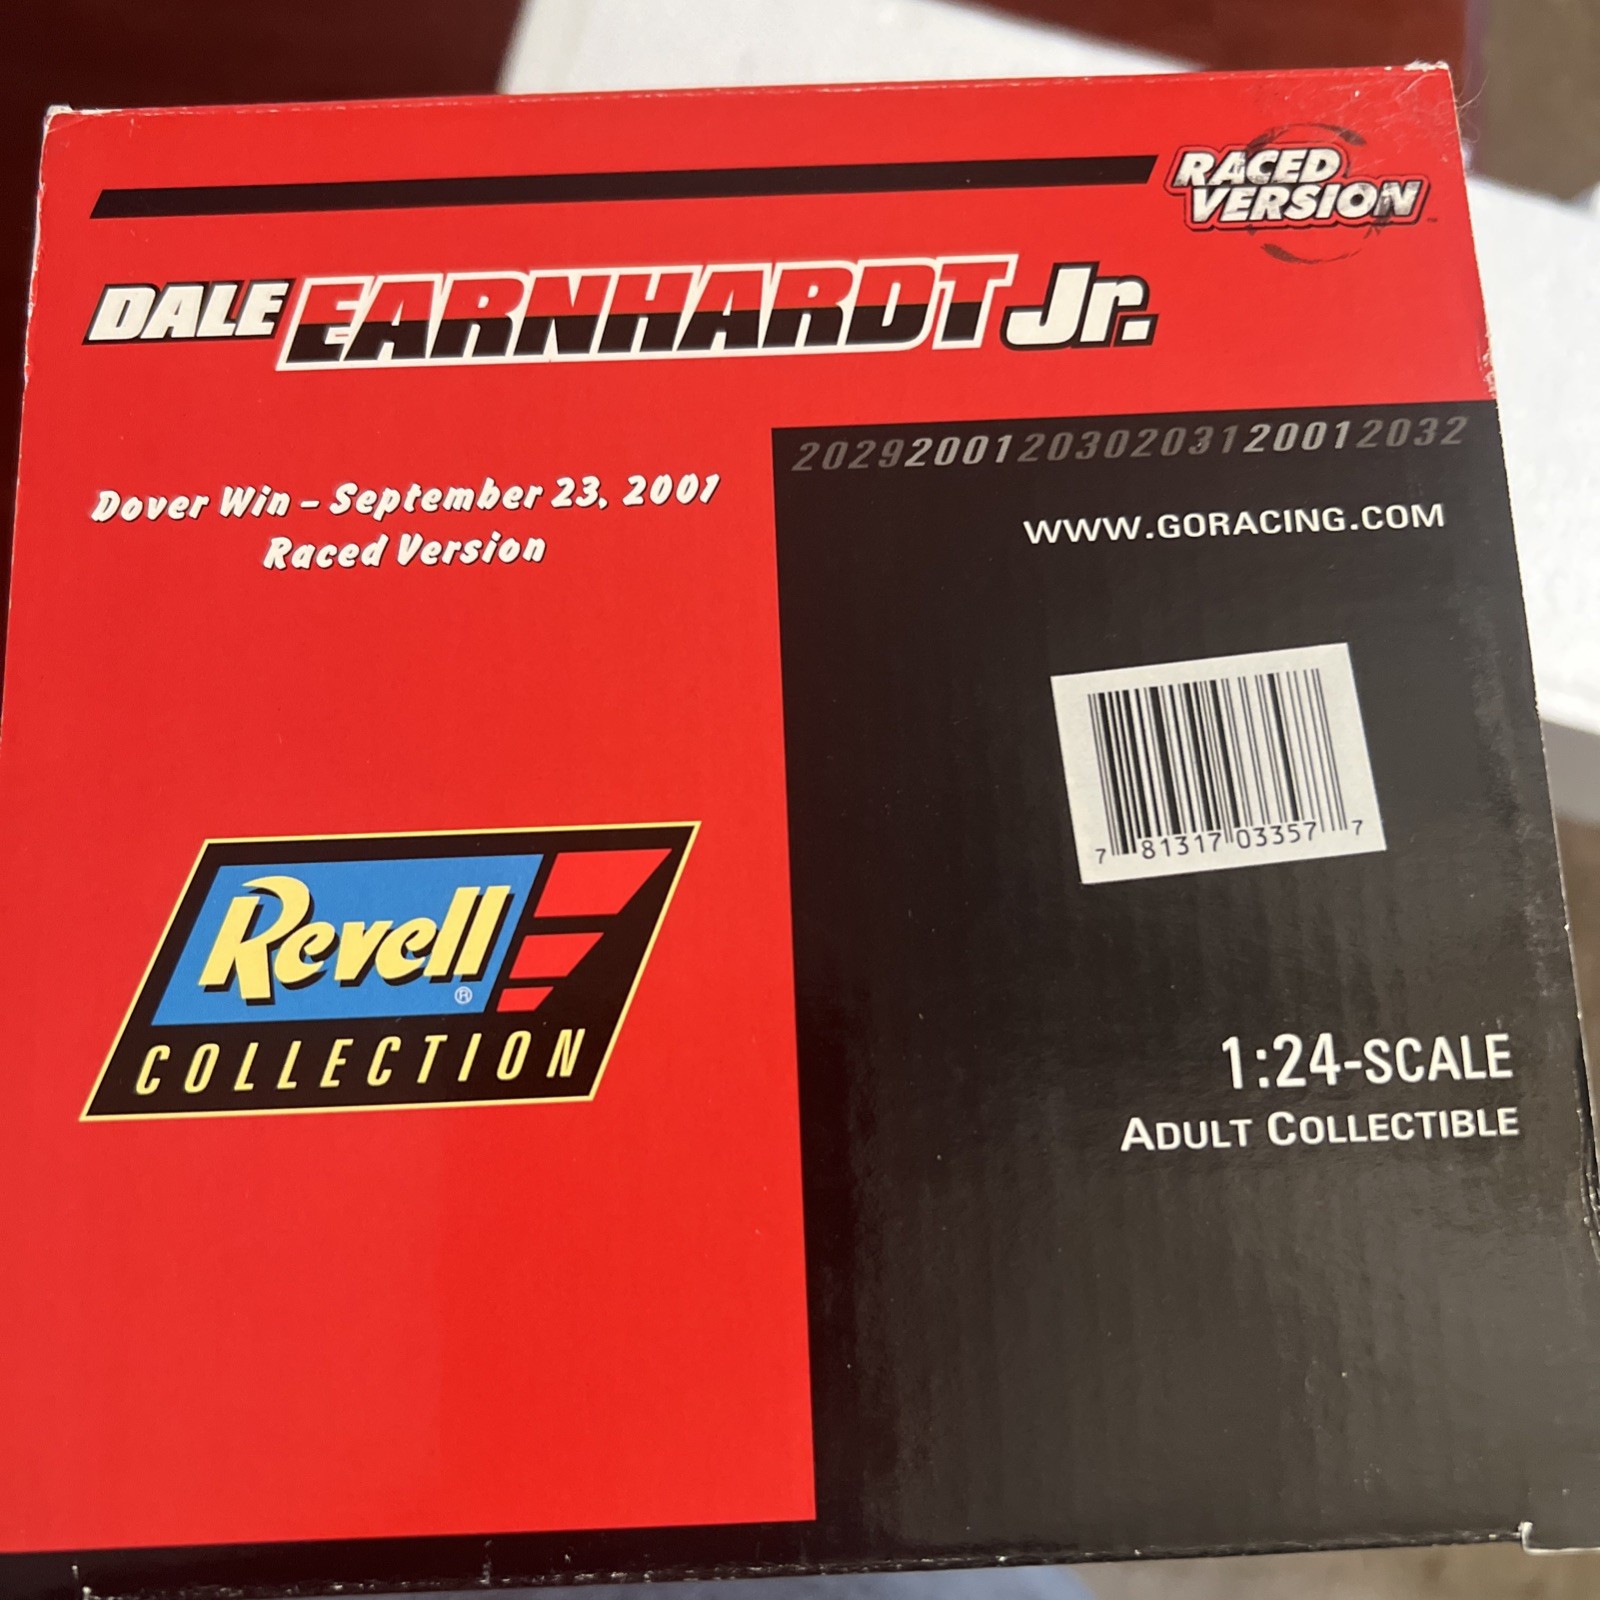 RACED
VERSION™
DALE EARNHARDT Jr.
Dover Win - September 23, 2001
Raced Version
202920012030203120012032
WWW.GORACING.COM
7 81317 03357 7
Revell®
COLLECTION
1:24-SCALE
ADULT COLLECTIBLE